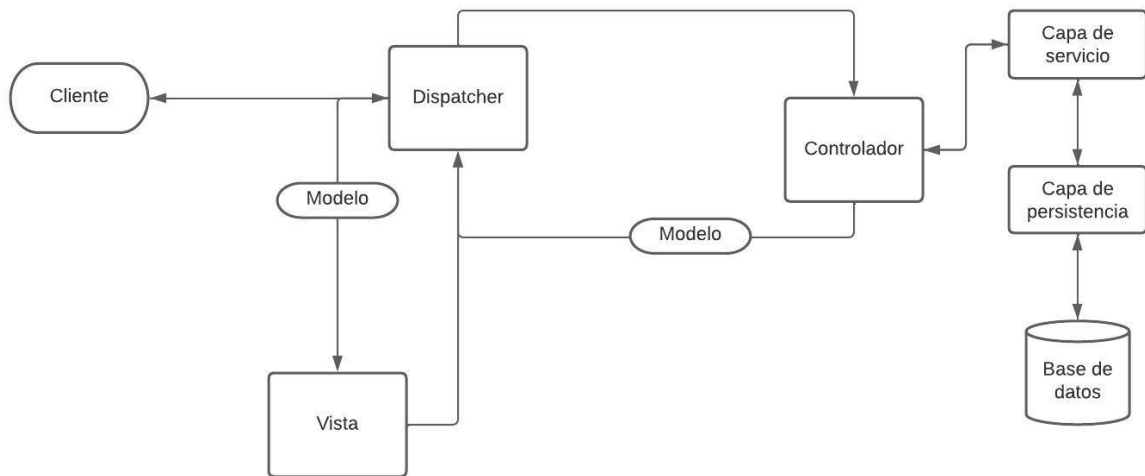 Cliente
Dispatcher
Capa de
servicio
Controlador
Modelo
Capa de
persistencia
Modelo
Base de
datos
Vista